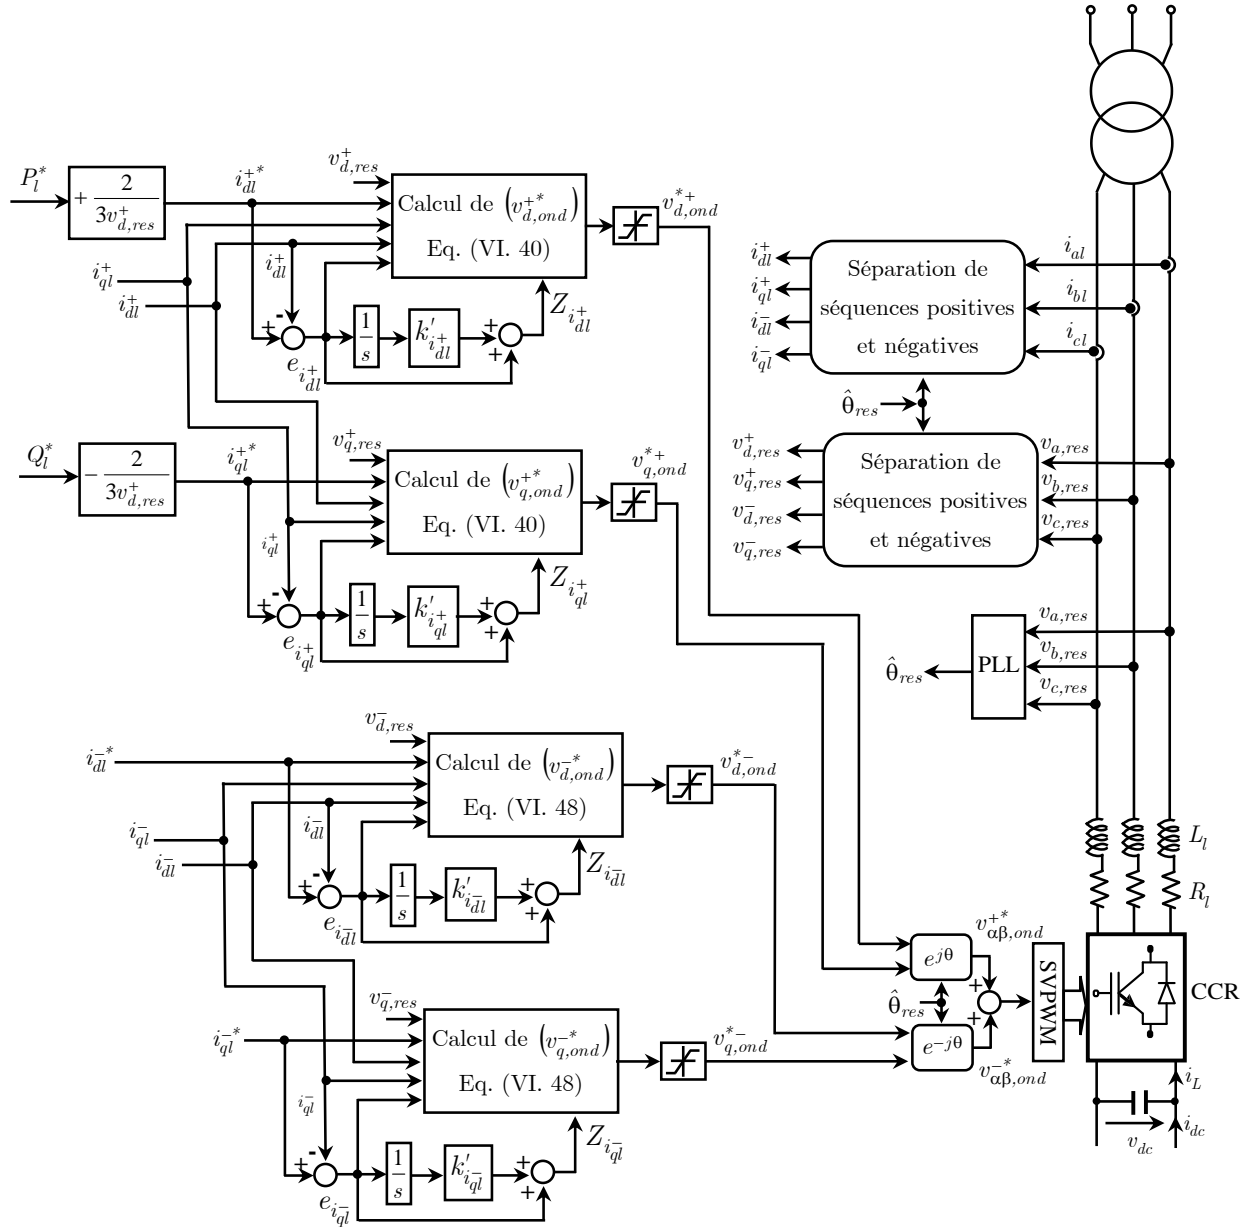 P_l^*
+ 2 / 3v_{d,res}^+
i_{dl}^{+*}
v_{d,res}^+
Calcul de (v_{d,ond}^{+*})
Eq. (VI. 40)
v_{d,ond}^{*+}
i_{ql}^+
i_{dl}^+
i_{dl}^+
+
-
e_{i_{dl}^+}
1/s
k'_{i_{dl}^+}
+
+
Z_{i_{dl}^+}
Q_l^*
- 2 / 3v_{d,res}^+
i_{ql}^{+*}
v_{q,res}^+
Calcul de (v_{q,ond}^{+*})
Eq. (VI. 40)
v_{q,ond}^{*+}
i_{ql}^+
+
-
e_{i_{ql}^+}
1/s
k'_{i_{ql}^+}
+
+
Z_{i_{ql}^+}
i_{dl}^{-*}
v_{d,res}^-
Calcul de (v_{d,ond}^{-*})
Eq. (VI. 48)
v_{d,ond}^{*-}
i_{ql}^-
i_{dl}^-
i_{dl}^-
+
-
e_{i_{dl}^-}
1/s
k'_{i_{dl}^-}
+
+
Z_{i_{dl}^-}
i_{ql}^{-*}
v_{q,res}^-
Calcul de (v_{q,ond}^{-*})
Eq. (VI. 48)
v_{q,ond}^{*-}
i_{ql}^-
+
-
e_{i_{ql}^-}
1/s
k'_{i_{ql}^-}
+
+
Z_{i_{ql}^-}
i_{dl}^+
i_{ql}^+
i_{dl}^-
i_{ql}^-
Séparation de
séquences positives
et négatives
i_{al}
i_{bl}
i_{cl}
θ̂_{res}
v_{d,res}^+
v_{q,res}^+
v_{d,res}^-
v_{q,res}^-
Séparation de
séquences positives
et négatives
v_{a,res}
v_{b,res}
v_{c,res}
θ̂_{res}
PLL
v_{a,res}
v_{b,res}
v_{c,res}
L_l
R_l
e^{jθ}
v_{αβ,ond}^{+*}
θ̂_{res}
+
+
e^{-jθ}
v_{αβ,ond}^{-*}
SVPWM
CCR
i_L
v_{dc}
i_{dc}